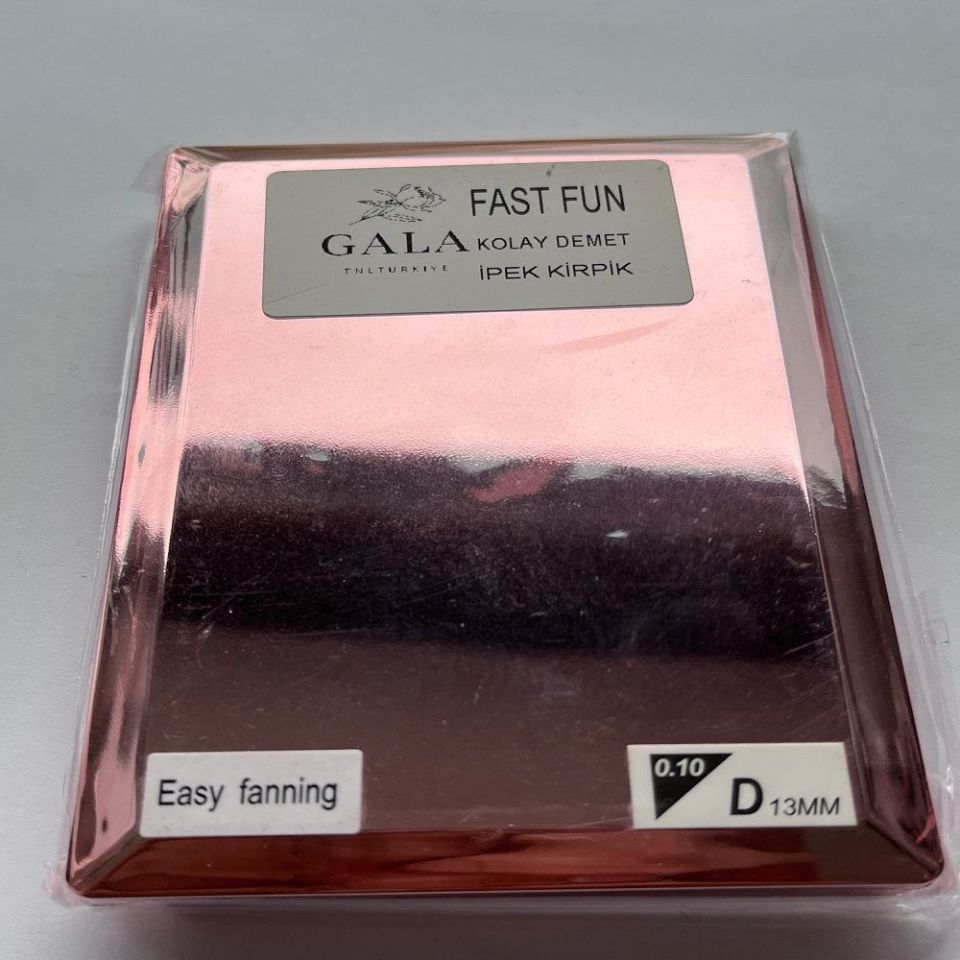 FAST FUN
GALA KOLAY DEMET
TNLTURKIYE İPEK KİRPİK
Easy fanning
0.10
D 13MM